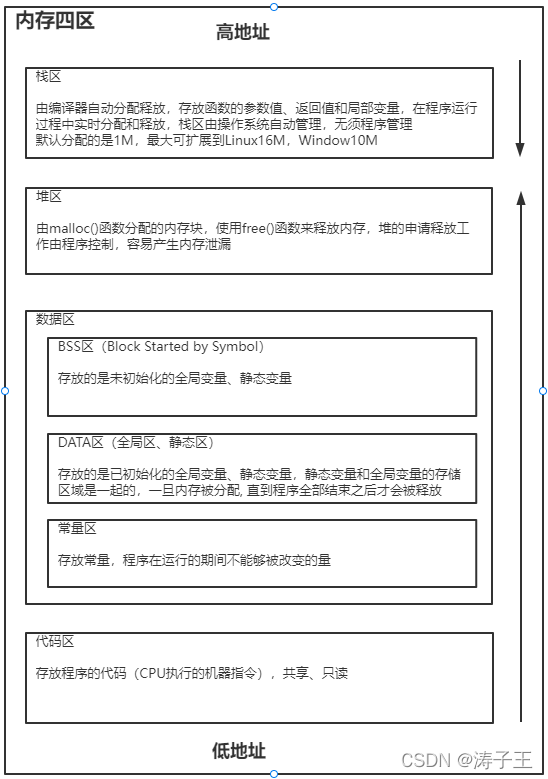 内存四区
高地址
栈区
由编译器自动分配释放，存放函数的参数值、返回值和局部变量，在程序运行
过程中实时分配和释放，栈区由操作系统自动管理，无须程序管理
默认分配的是1M，最大可扩展到Linux16M，Window10M
堆区
由malloc()函数分配的内存块，使用free()函数来释放内存，堆的申请释放工
作由程序控制，容易产生内存泄漏
数据区
BSS区（Block Started by Symbol）
存放的是未初始化的全局变量、静态变量
DATA区（全局区、静态区）
存放的是已初始化的全局变量、静态变量，静态变量和全局变量的存储
区域是一起的，一旦内存被分配, 直到程序全部结束之后才会被释放
常量区
存放常量，程序在运行的期间不能够被改变的量
代码区
存放程序的代码（CPU执行的机器指令），共享、只读
低地址
CSDN @涛子王